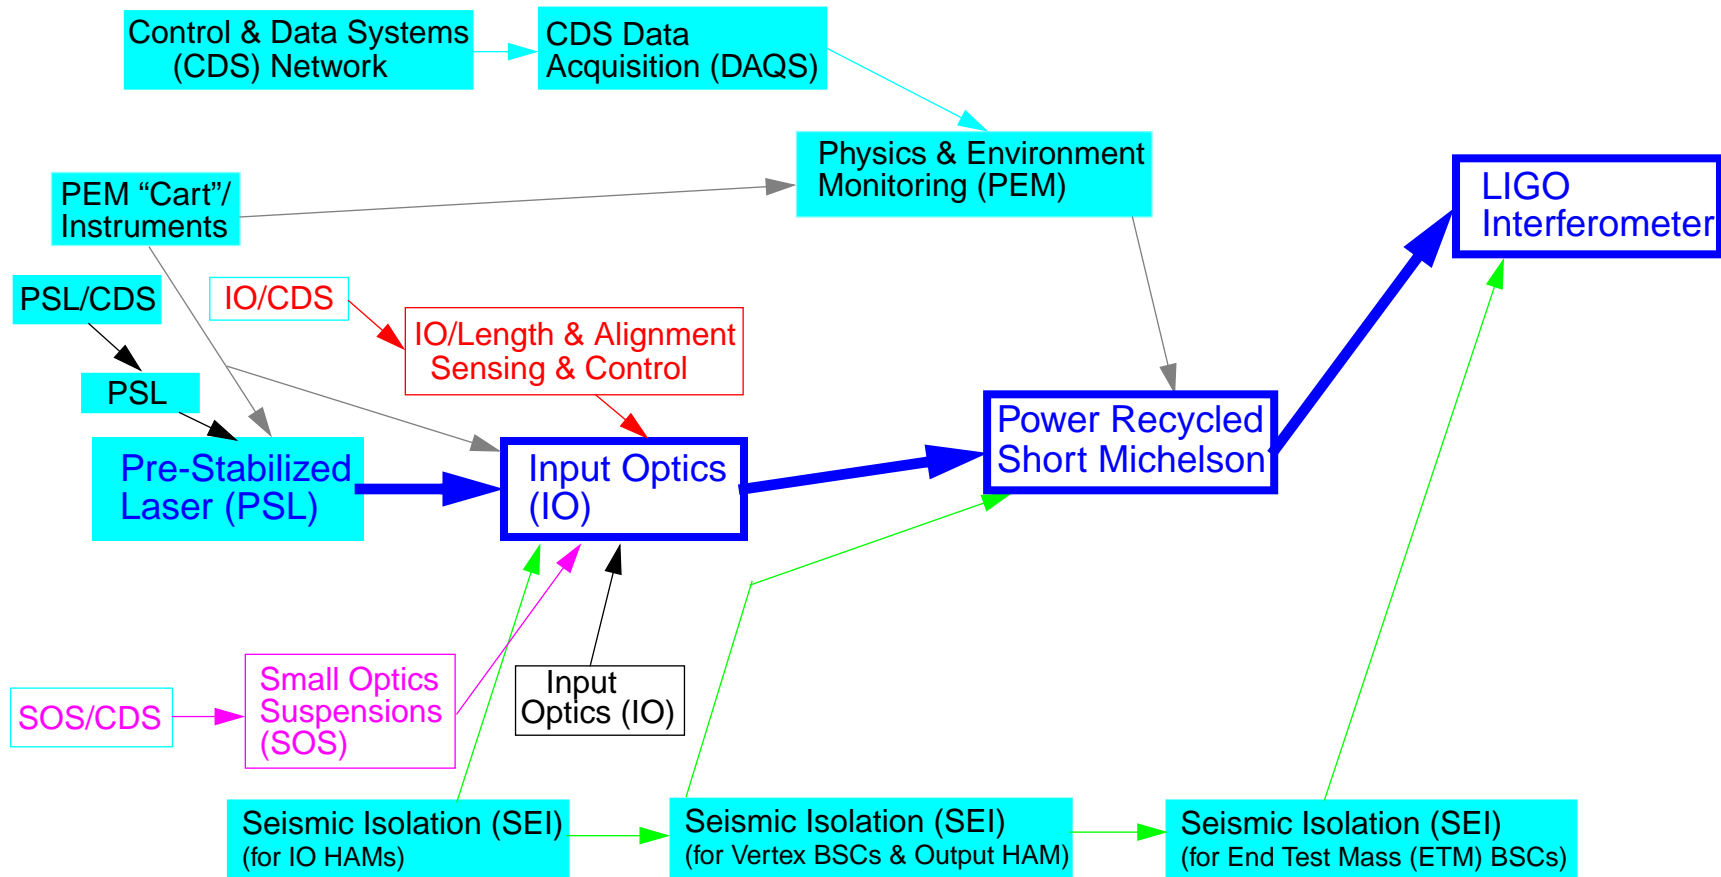 Control & Data Systems
(CDS) Network
CDS Data
Acquisition (DAQS)
Physics & Environment
Monitoring (PEM)
LIGO
Interferometer
PEM “Cart”/
Instruments
PSL/CDS
IO/CDS
IO/Length & Alignment
Sensing & Control
PSL
Pre-Stabilized
Laser (PSL)
Input Optics
(IO)
Power Recycled
Short Michelson
Small Optics
Suspensions
(SOS)
SOS/CDS
Input
Optics (IO)
Seismic Isolation (SEI)
(for IO HAMs)
Seismic Isolation (SEI)
(for Vertex BSCs & Output HAM)
Seismic Isolation (SEI)
(for End Test Mass (ETM) BSCs)